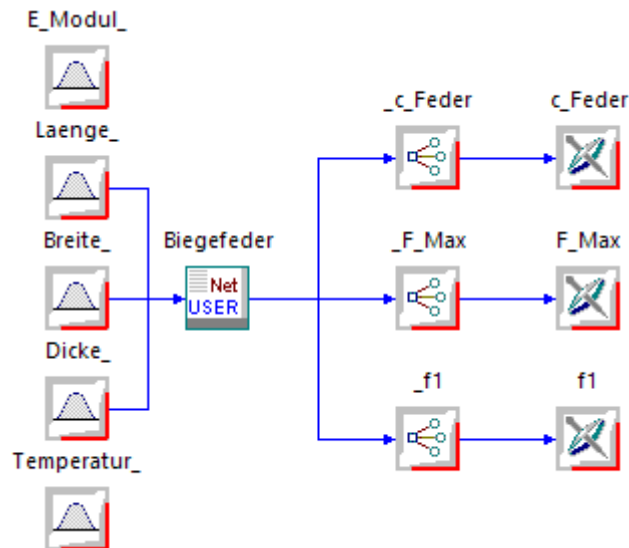 E_Modul_
Laenge_
Breite_
Dicke_
Temperatur_
Biegefeder
Net
USER
_c_Feder
c_Feder
_F_Max
F_Max
_f1
f1